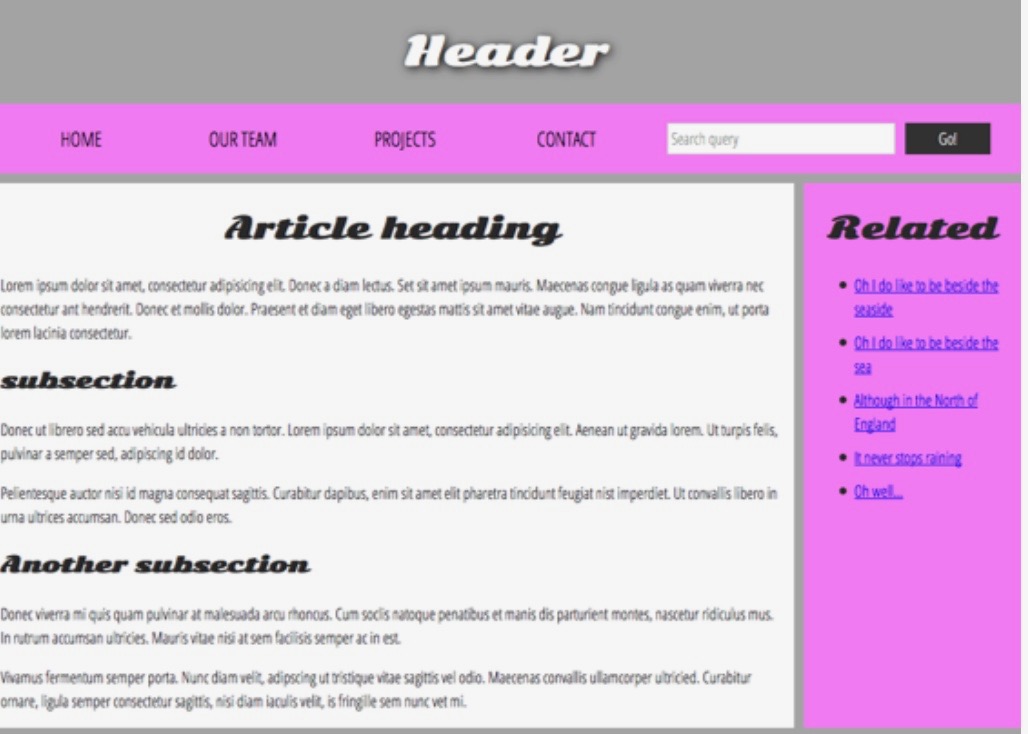 Header
HOME OUR TEAM PROJECTS CONTACT Search query Go!
Article heading
Lorem ipsum dolor sit amet, consectetur adipisicing elit. Donec a diam lectus. Set sit amet ipsum mauris. Maecenas congue ligula as quam viverra nec
consectetur ant hendrerit. Donec et mollis dolor. Praesent et diam eget libero egestas mattis sit amet vitae augue. Nam tincidunt congue enim, ut porta
lorem lacinia consectetur.
subsection
Donec ut librero sed accu vehicula ultricies a non tortor. Lorem ipsum dolor sit amet, consectetur adipisicing elit. Aenean ut gravida lorem. Ut turpis felis,
pulvinar a semper sed, adipiscing id dolor.
Pelientesque auctor nisi id magna consequat sagittis. Curabitur dapibus, enim sit amet elit pharetra tincidunt feugiat nist imperdiet. Ut convallis libero in
urna ultrices accumsan. Donec sed odio eros.
Another subsection
Donec viverra mi quis quam pulvinar at malesuada arcu rhoncus. Cum soclis natoque penatibus et manis dis parturient montes, nascetur ridiculus mus.
In rutrum accumsan ultricies. Mauris vitae nisi at sem facilisis semper ac in est.
Vivamus fermentum semper porta. Nunc diam velit, adipscing ut tristique vitae sagittis vel odio. Maecenas convallis ullamcorper ultricied. Curabitur
ornare, ligula semper consectetur sagittis, nisi diam iaculis velit, is fringille sem nunc vet mi.
Related
Oh I do like to be beside the
seaside
Oh I do like to be beside the
sea
Although in the North of
England
It never stops raining
Oh well...